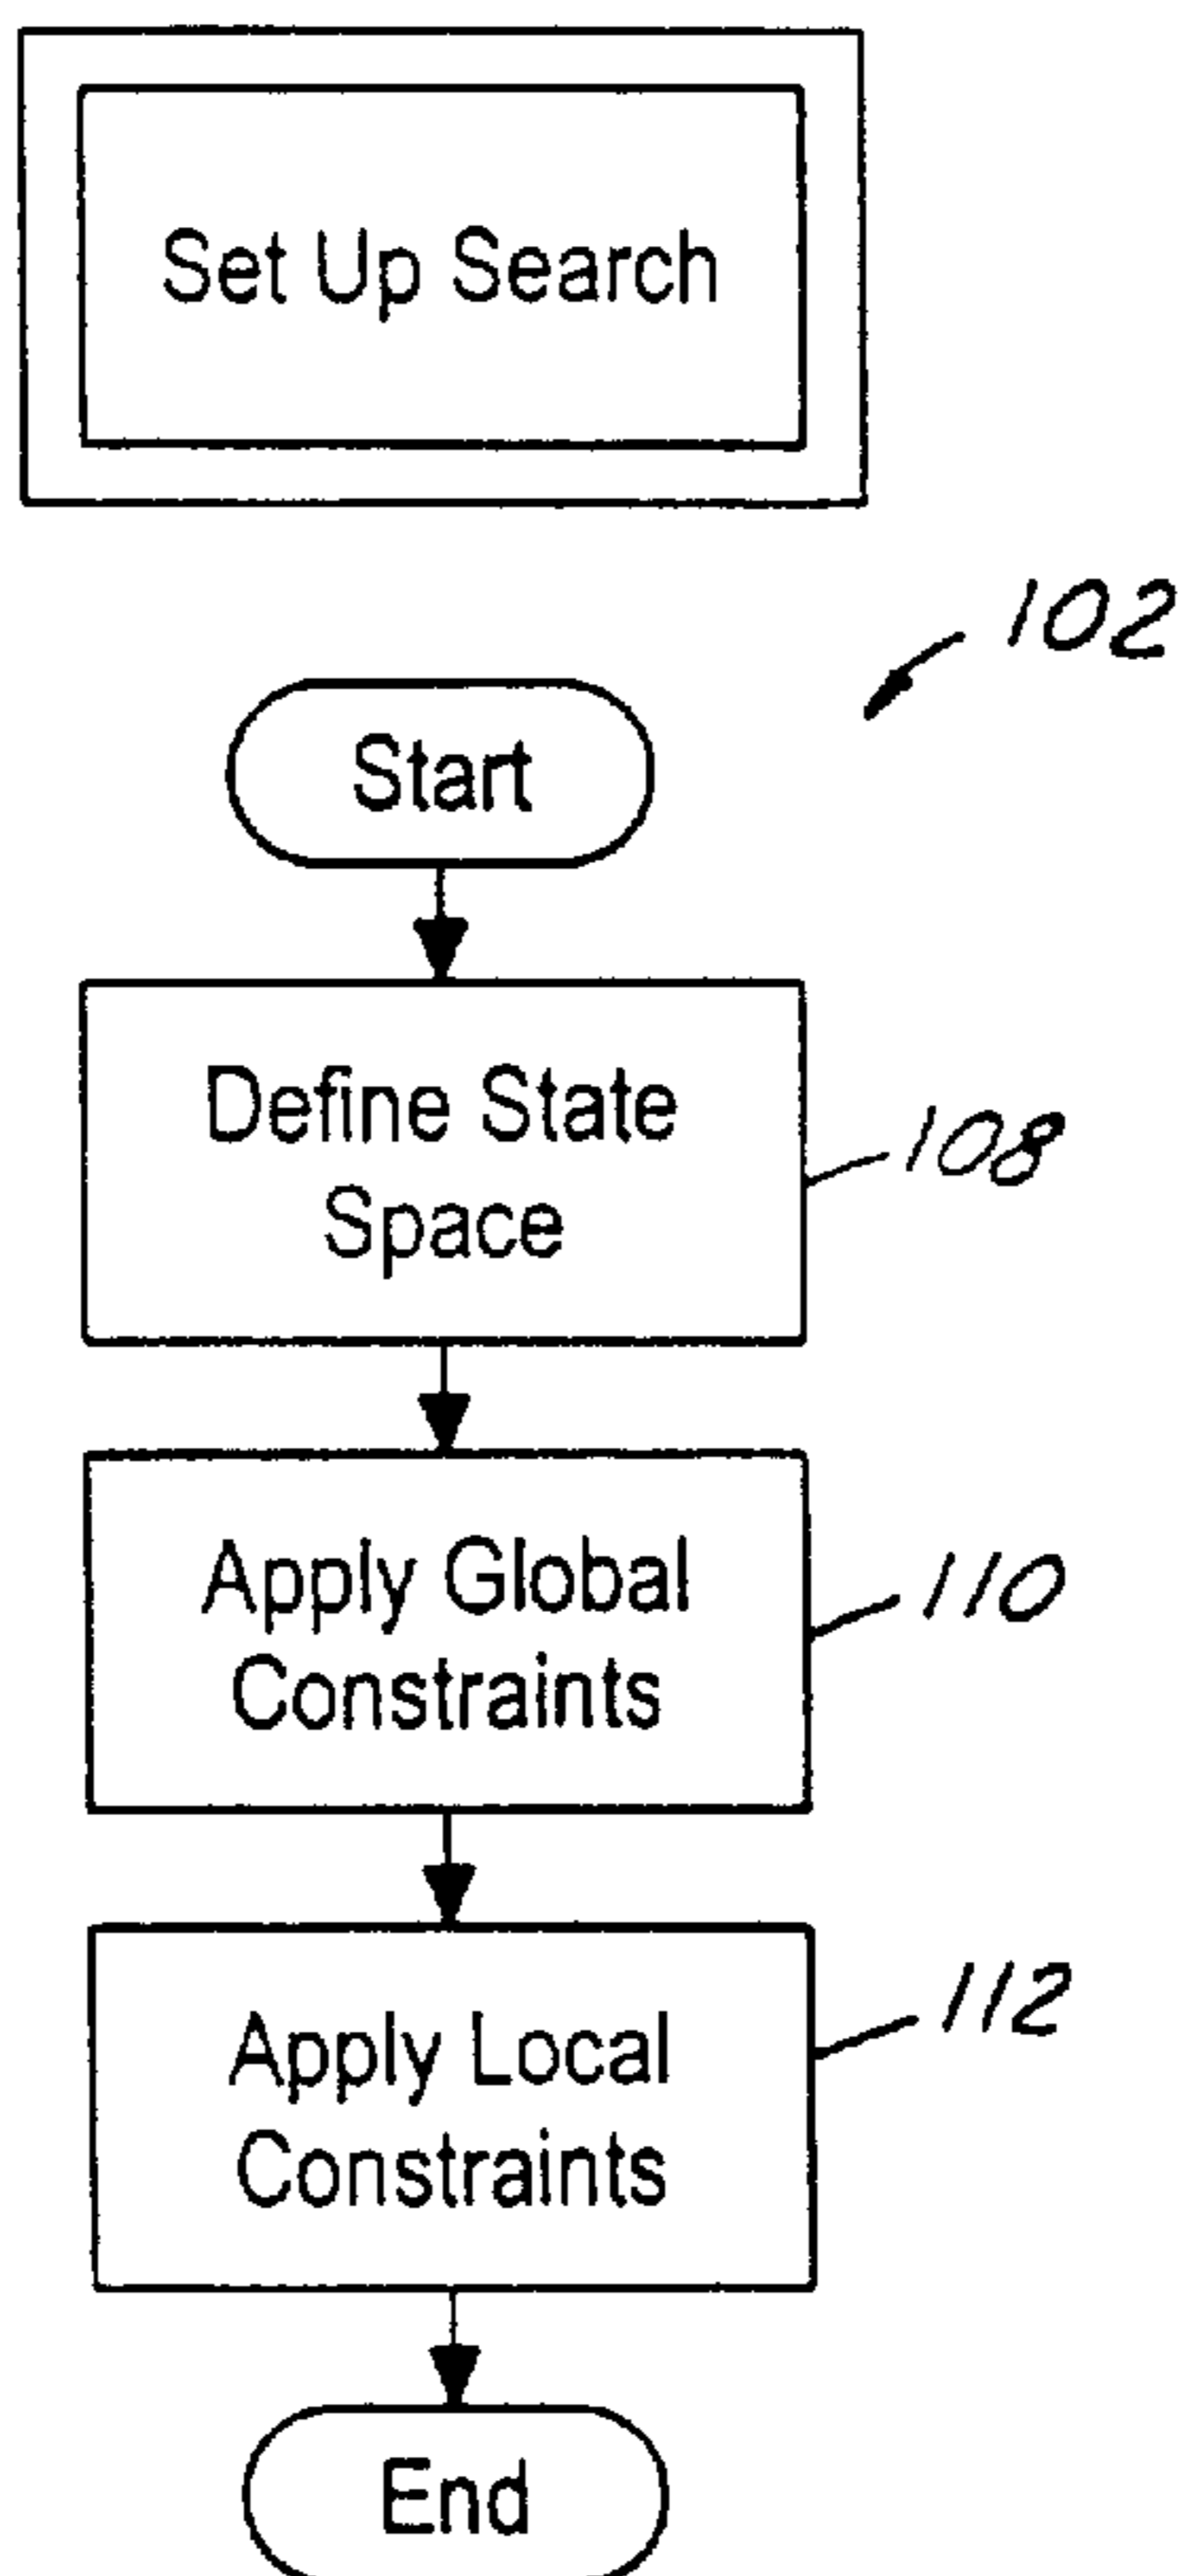 Set Up Search
102
Start
Define State
Space
108
Apply Global
Constraints
110
Apply Local
Constraints
112
End